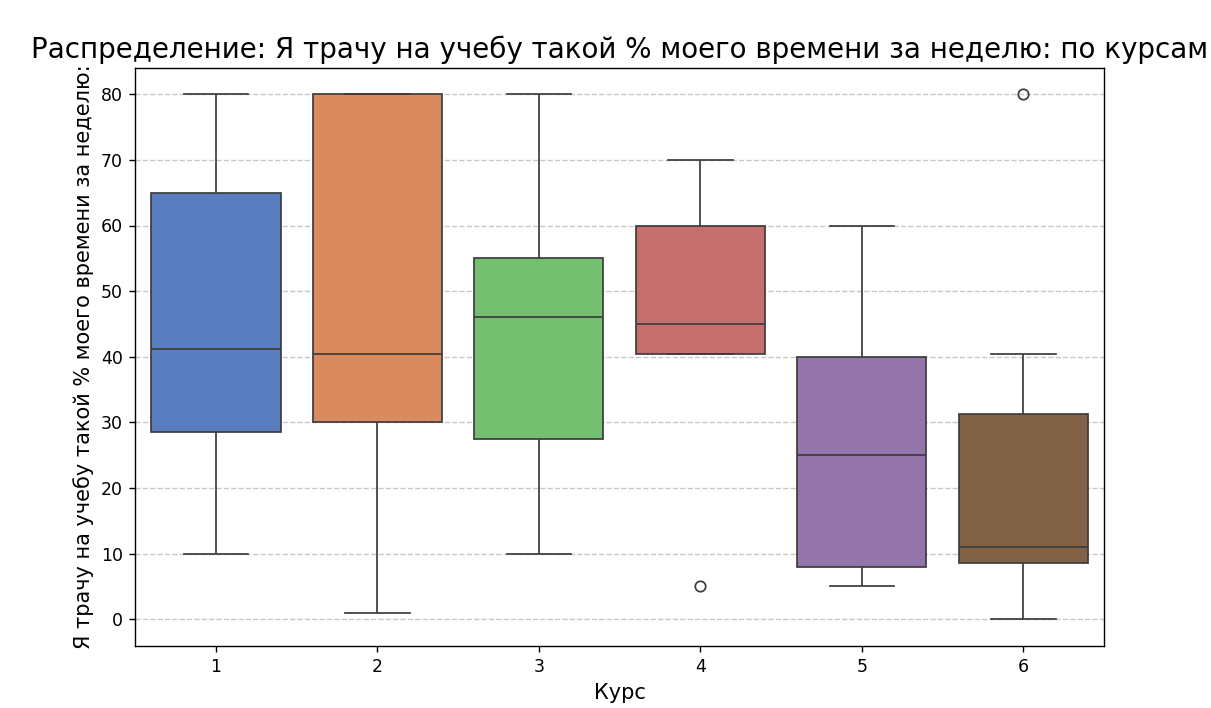 Распределение: Я трачу на учебу такой % моего времени за неделю: по курсам
Я трачу на учебу такой % моего времени за неделю:
80
70
60
50
40
30
20
10
0
1 2 3 4 5 6
Курс